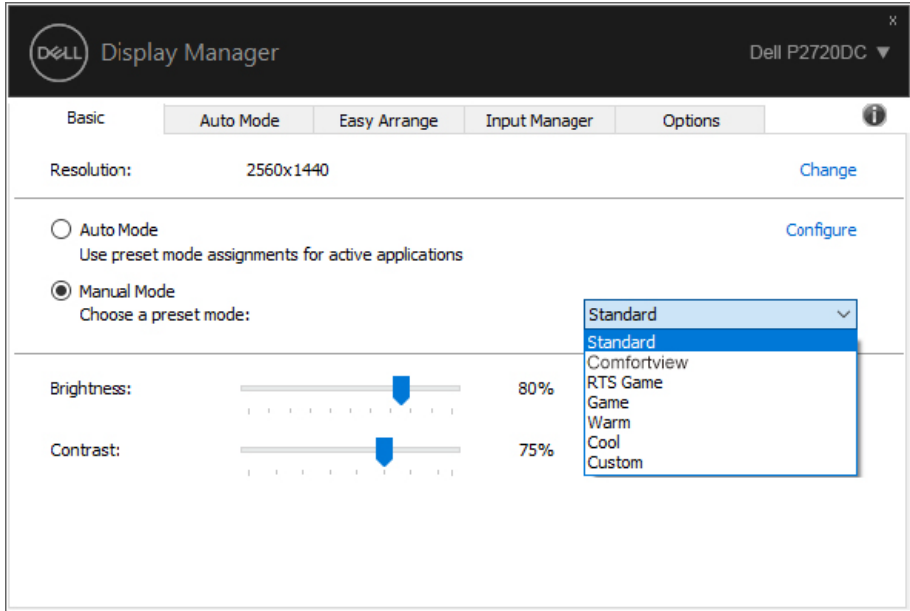 x
DELL Display Manager
Dell P2720DC ▼
Basic Auto Mode Easy Arrange Input Manager Options
Resolution: 2560x1440 Change
Auto Mode Configure
Use preset mode assignments for active applications
Manual Mode
Choose a preset mode: Standard
Standard
Comfortview
RTS Game
Game
Warm
Cool
Custom
Brightness: 80%
Contrast: 75%